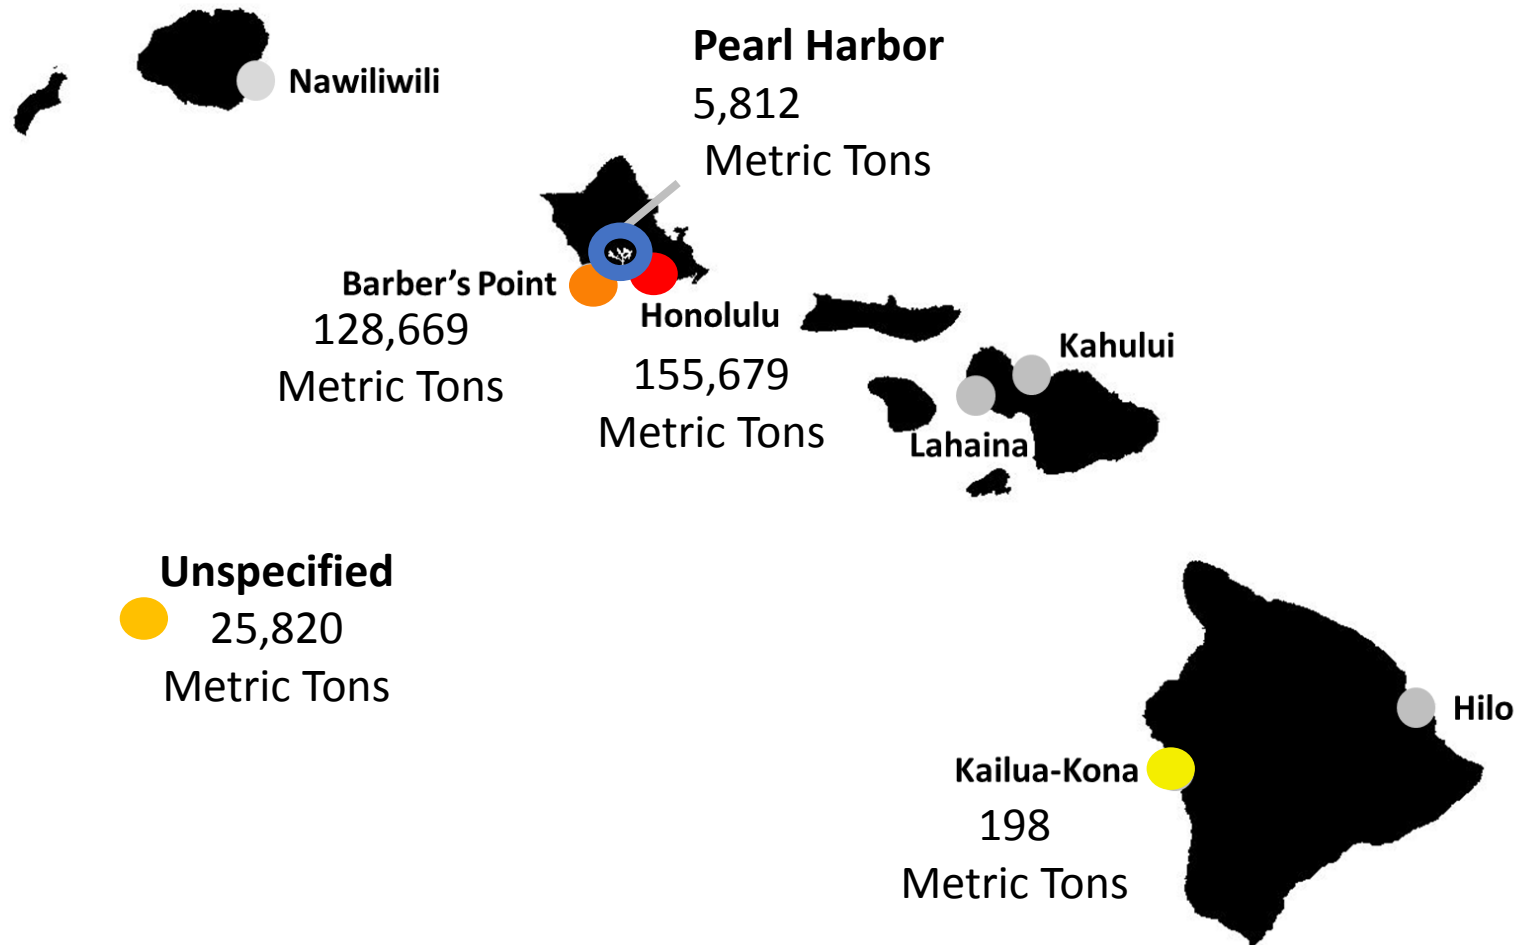 Pearl Harbor
5,812
Metric Tons
Nawiliwili
Barber's Point
128,669
Metric Tons
Honolulu
155,679
Metric Tons
Kahului
Lahaina
Unspecified
25,820
Metric Tons
Hilo
Kailua-Kona
198
Metric Tons